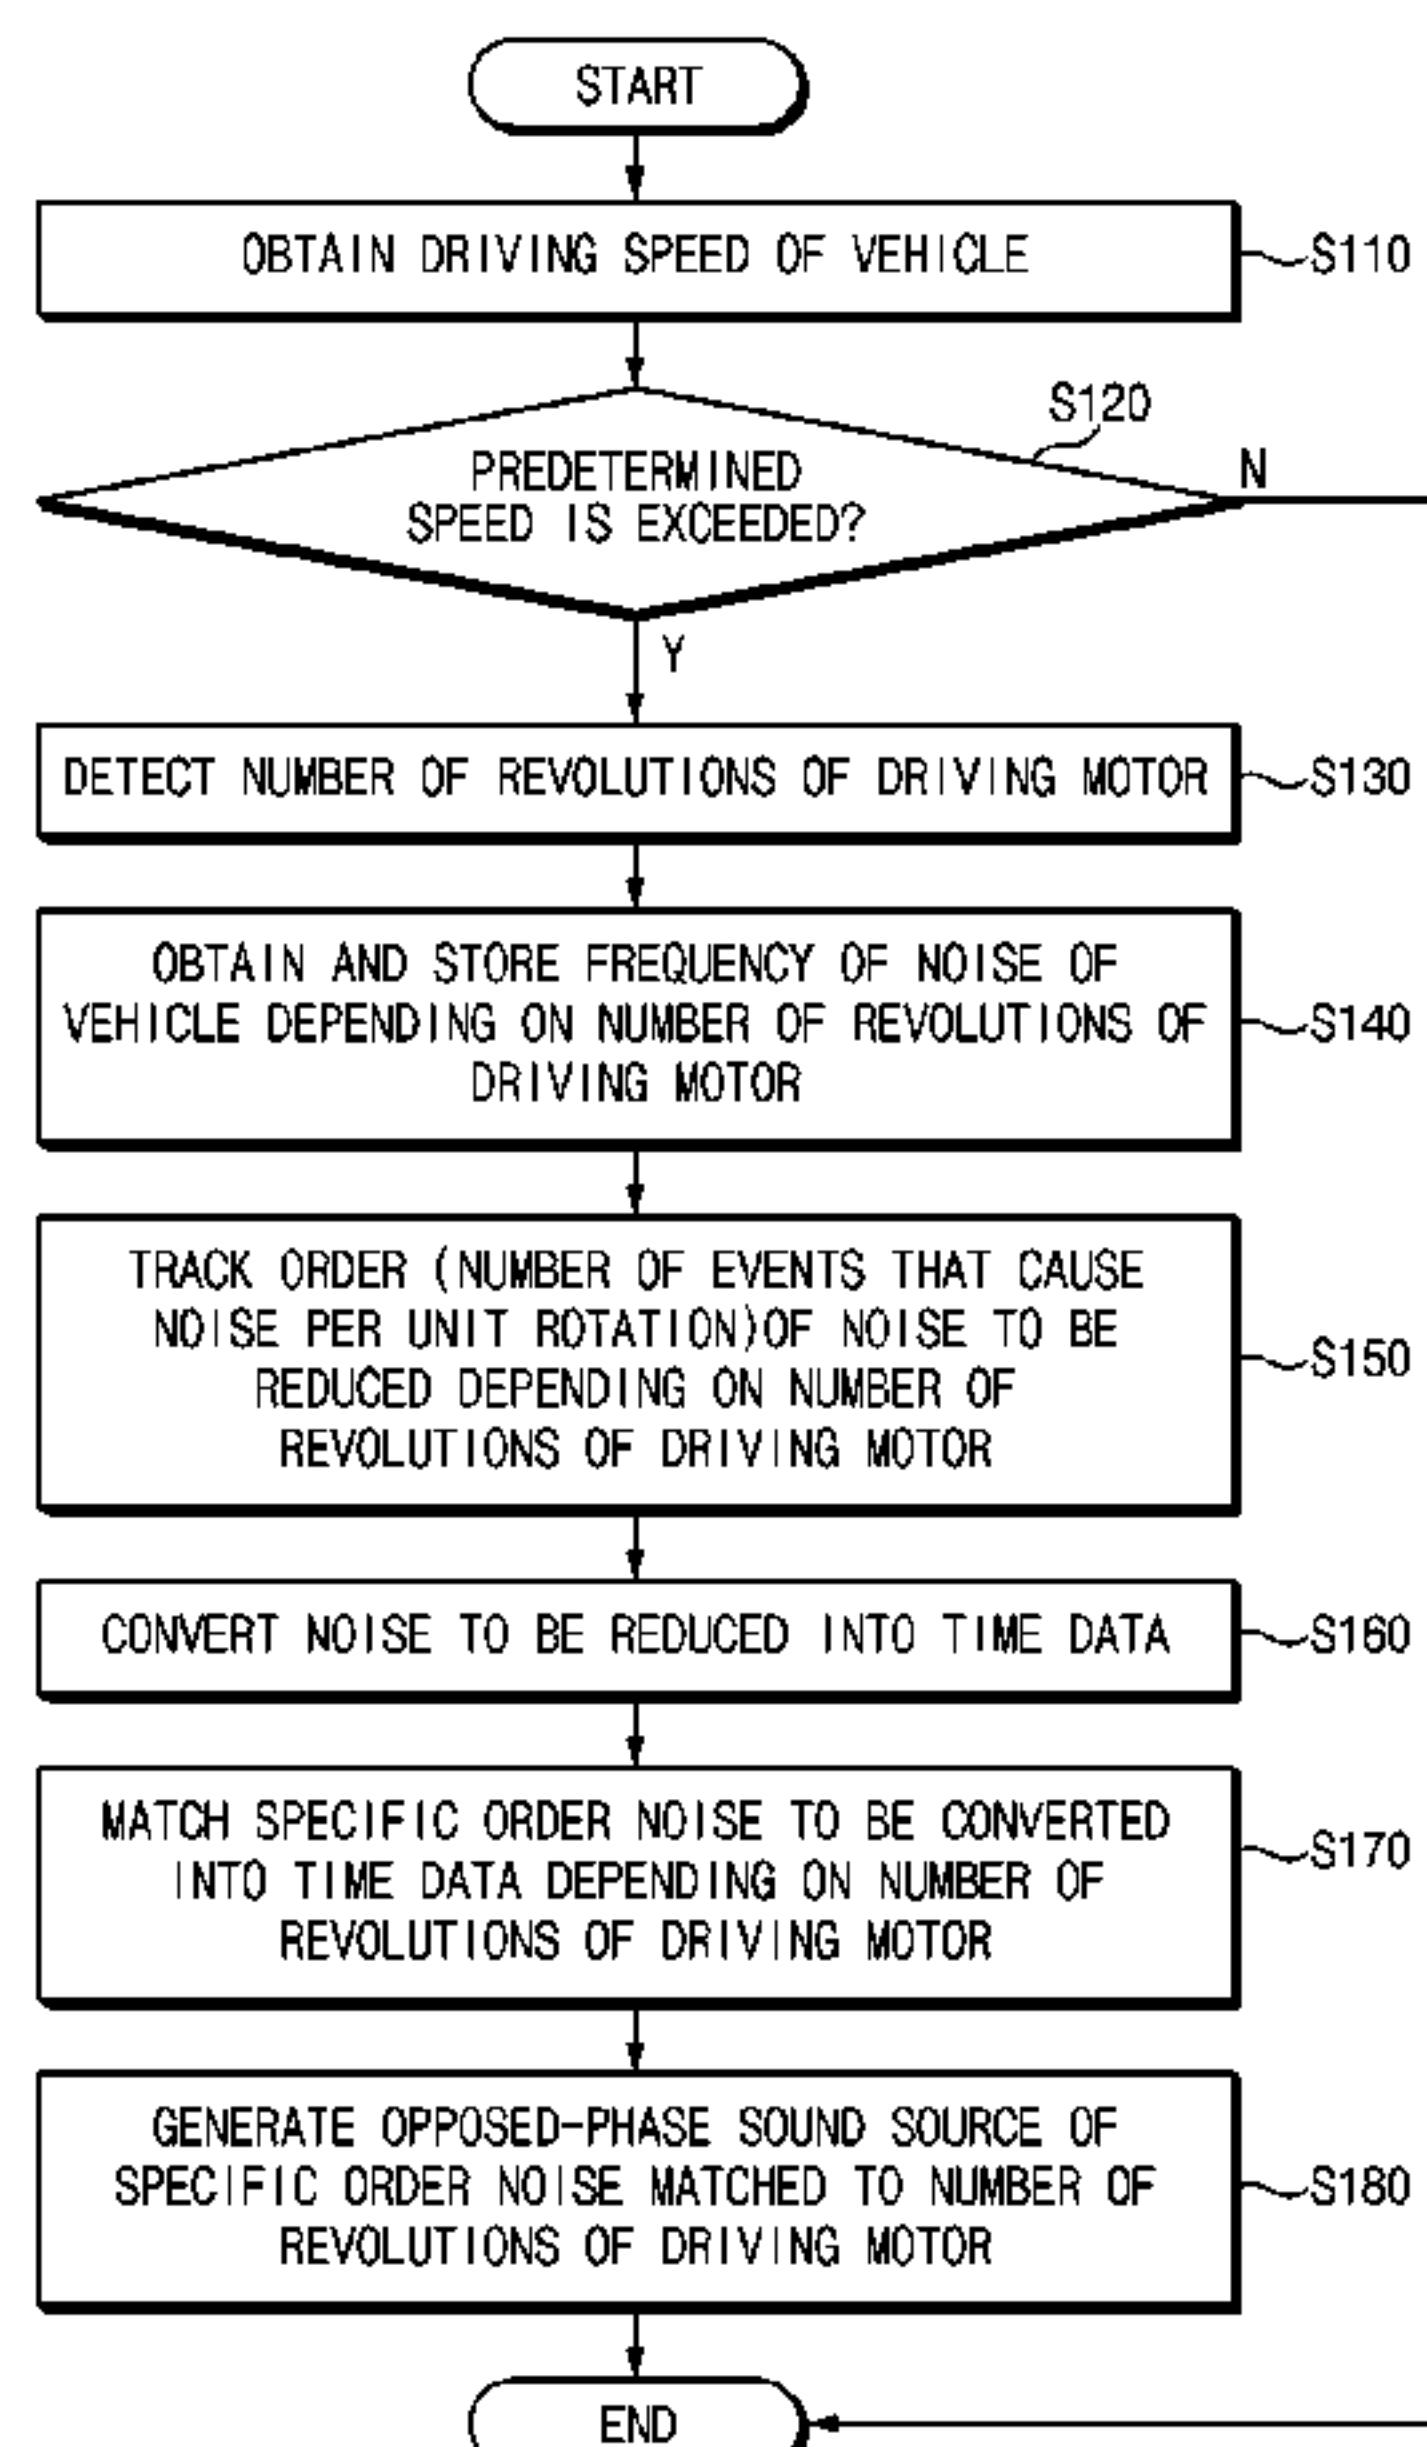 START
OBTAIN DRIVING SPEED OF VEHICLE
S110
S120
PREDETERMINED
SPEED IS EXCEEDED?
N
Y
DETECT NUMBER OF REVOLUTIONS OF DRIVING MOTOR
S130
OBTAIN AND STORE FREQUENCY OF NOISE OF
VEHICLE DEPENDING ON NUMBER OF REVOLUTIONS OF
DRIVING MOTOR
S140
TRACK ORDER (NUMBER OF EVENTS THAT CAUSE
NOISE PER UNIT ROTATION)OF NOISE TO BE
REDUCED DEPENDING ON NUMBER OF
REVOLUTIONS OF DRIVING MOTOR
S150
CONVERT NOISE TO BE REDUCED INTO TIME DATA
S160
MATCH SPECIFIC ORDER NOISE TO BE CONVERTED
INTO TIME DATA DEPENDING ON NUMBER OF
REVOLUTIONS OF DRIVING MOTOR
S170
GENERATE OPPOSED-PHASE SOUND SOURCE OF
SPECIFIC ORDER NOISE MATCHED TO NUMBER OF
REVOLUTIONS OF DRIVING MOTOR
S180
END